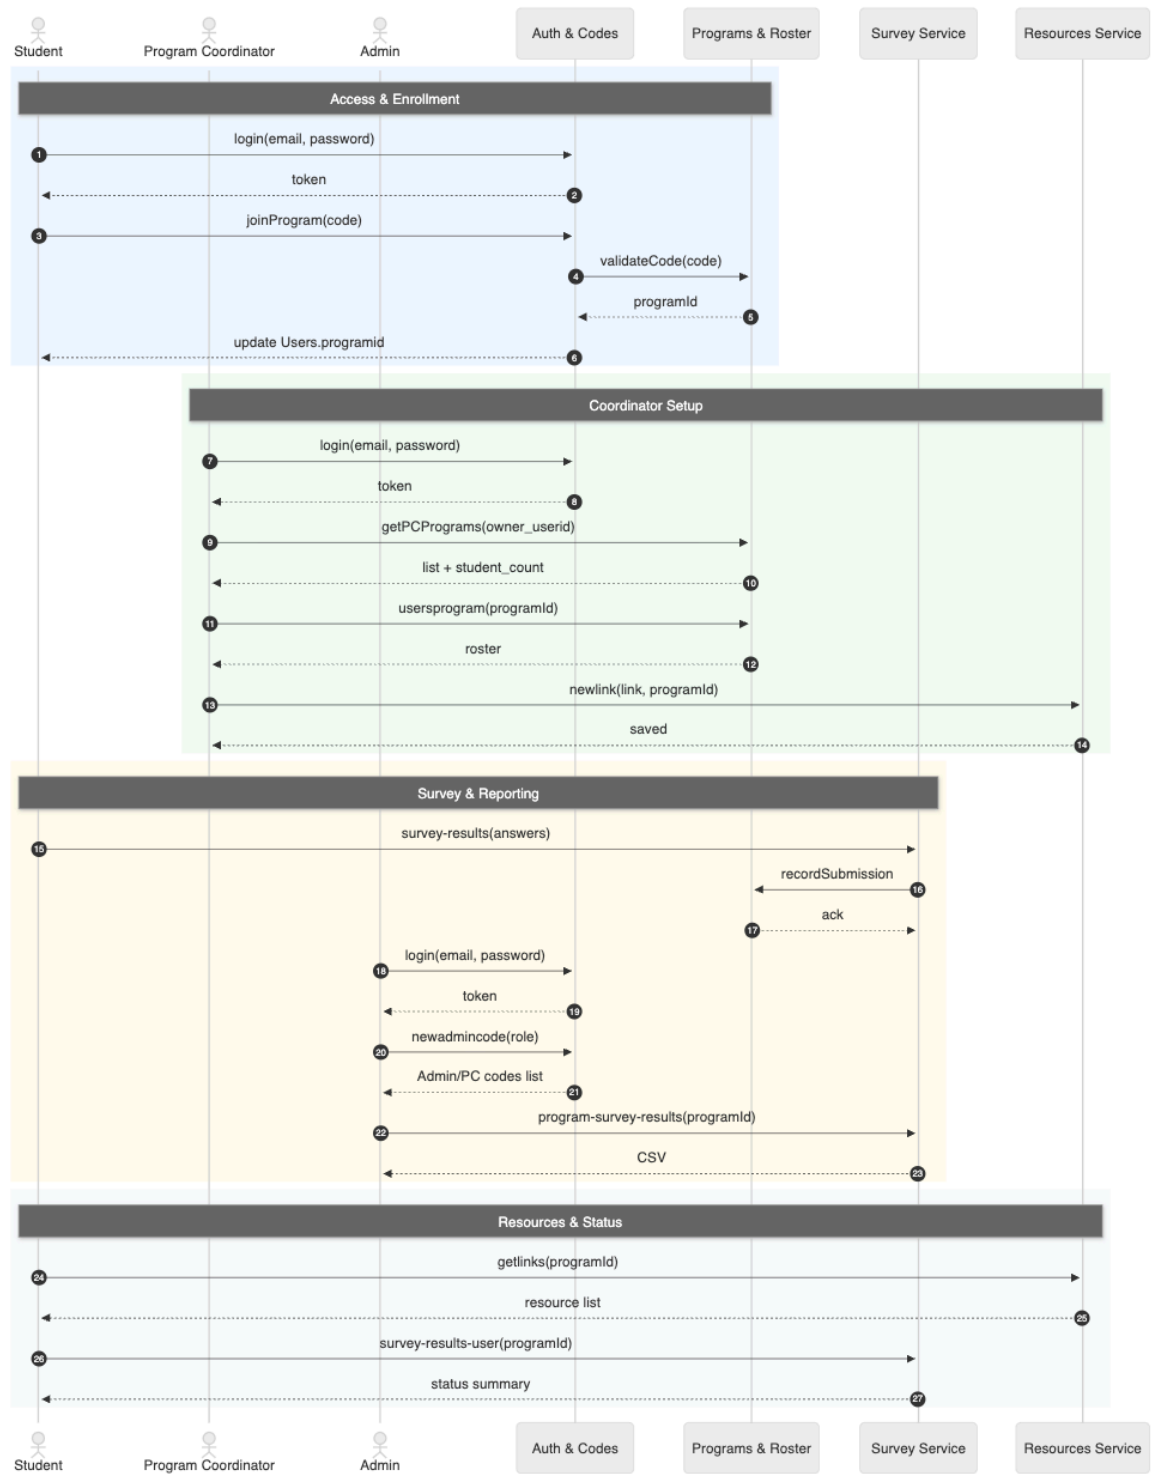 Student
Program Coordinator
Admin
Auth & Codes
Programs & Roster
Survey Service
Resources Service
Access & Enrollment
login(email, password)
1
token
2
joinProgram(code)
3
validateCode(code)
4
programId
5
update Users.programid
6
Coordinator Setup
login(email, password)
7
token
8
getPCPrograms(owner_userid)
9
list + student_count
10
usersprogram(programId)
11
roster
12
newlink(link, programId)
13
saved
14
Survey & Reporting
survey-results(answers)
15
recordSubmission
16
ack
17
login(email, password)
18
token
19
newadmincode(role)
20
Admin/PC codes list
21
program-survey-results(programId)
22
CSV
23
Resources & Status
getlinks(programId)
24
resource list
25
survey-results-user(programId)
26
status summary
27
Student
Program Coordinator
Admin
Auth & Codes
Programs & Roster
Survey Service
Resources Service